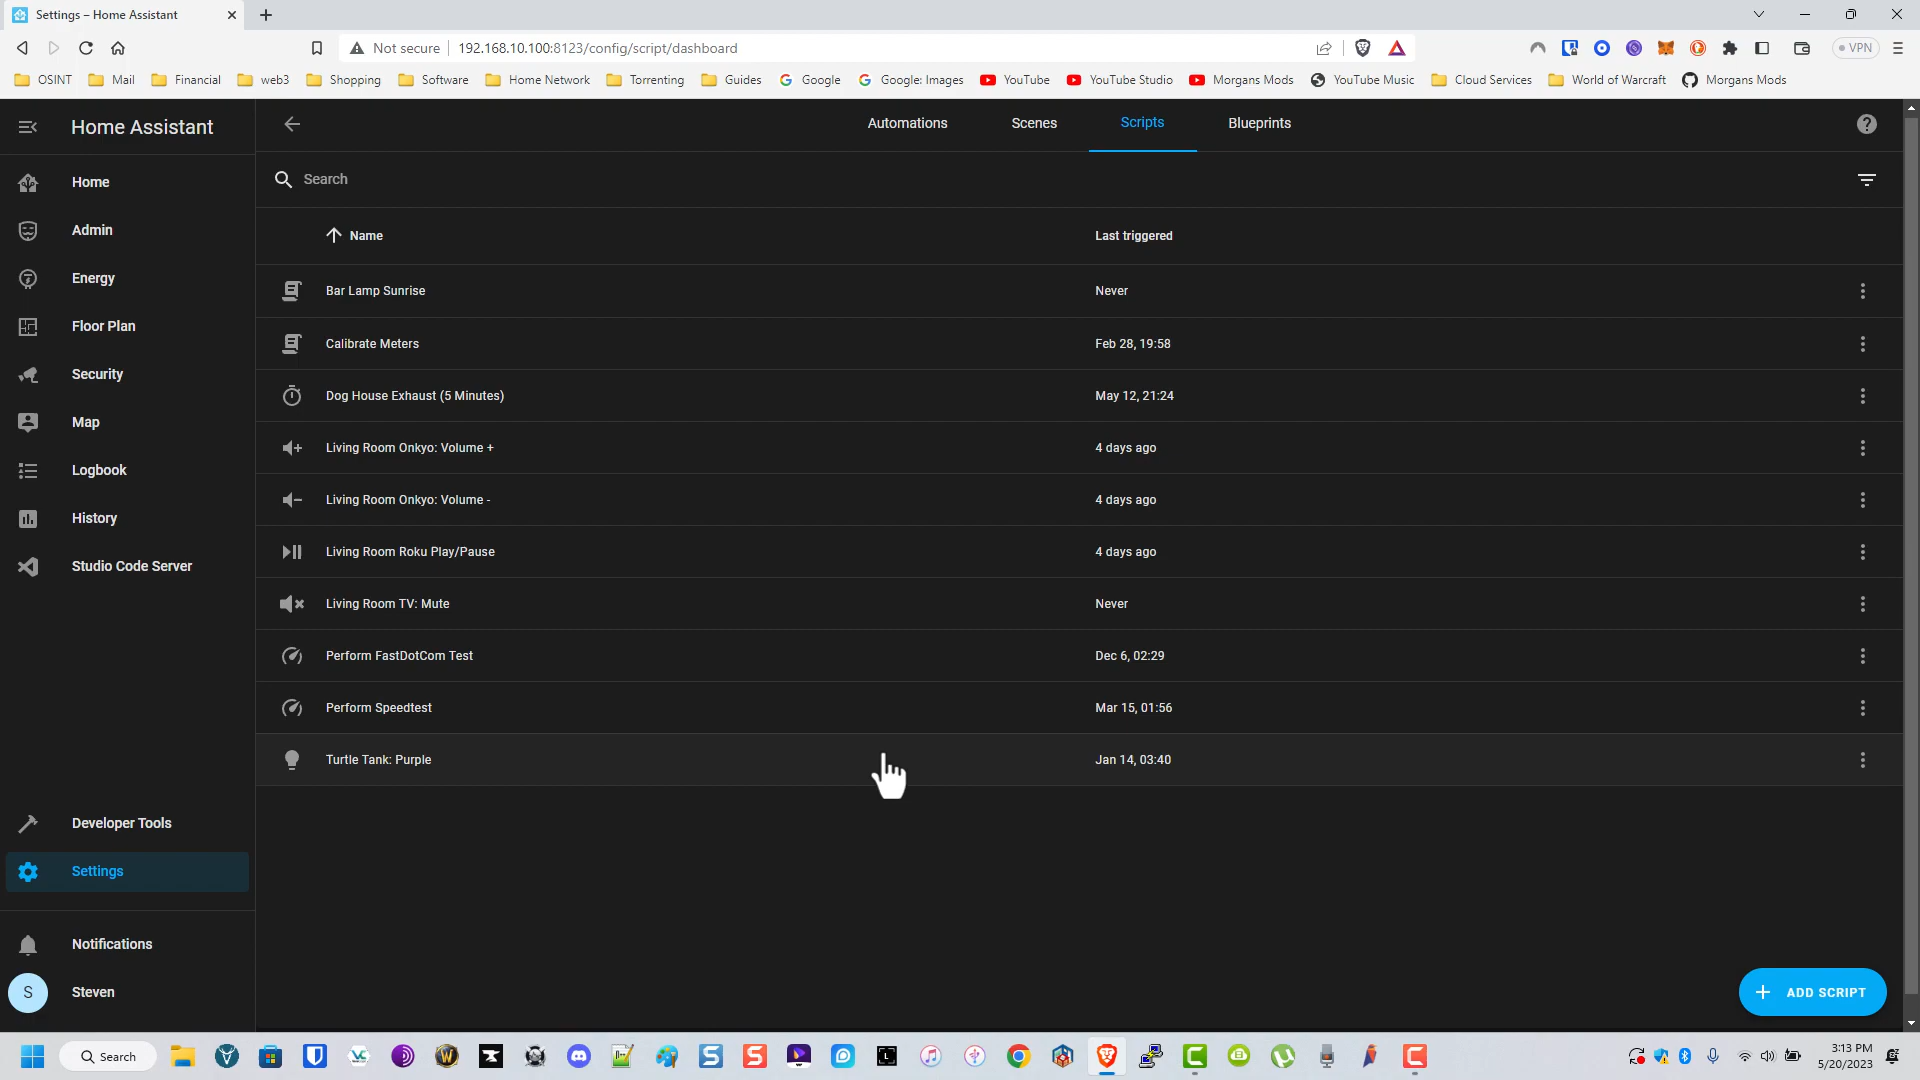 Settings – Home Assistant
Not secure
192.168.10.100:8123/config/script/dashboard
VPN
OSINT
Mail
Financial
web3
Shopping
Software
Home Network
Torrenting
Guides
Google
Google: Images
YouTube
YouTube Studio
Morgans Mods
YouTube Music
Cloud Services
World of Warcraft
Morgans Mods
Home Assistant
Automations
Scenes
Scripts
Blueprints
Home
Admin
Energy
Floor Plan
Security
Map
Logbook
History
Studio Code Server
Developer Tools
Settings
Notifications
S
Steven
Search
Name
Last triggered
Bar Lamp Sunrise
Never
Calibrate Meters
Feb 28, 19:58
Dog House Exhaust (5 Minutes)
May 12, 21:24
Living Room Onkyo: Volume +
4 days ago
Living Room Onkyo: Volume -
4 days ago
Living Room Roku Play/Pause
4 days ago
Living Room TV: Mute
Never
Perform FastDotCom Test
Dec 6, 02:29
Perform Speedtest
Mar 15, 01:56
Turtle Tank: Purple
Jan 14, 03:40
ADD SCRIPT
Search
3:13 PM
5/20/2023